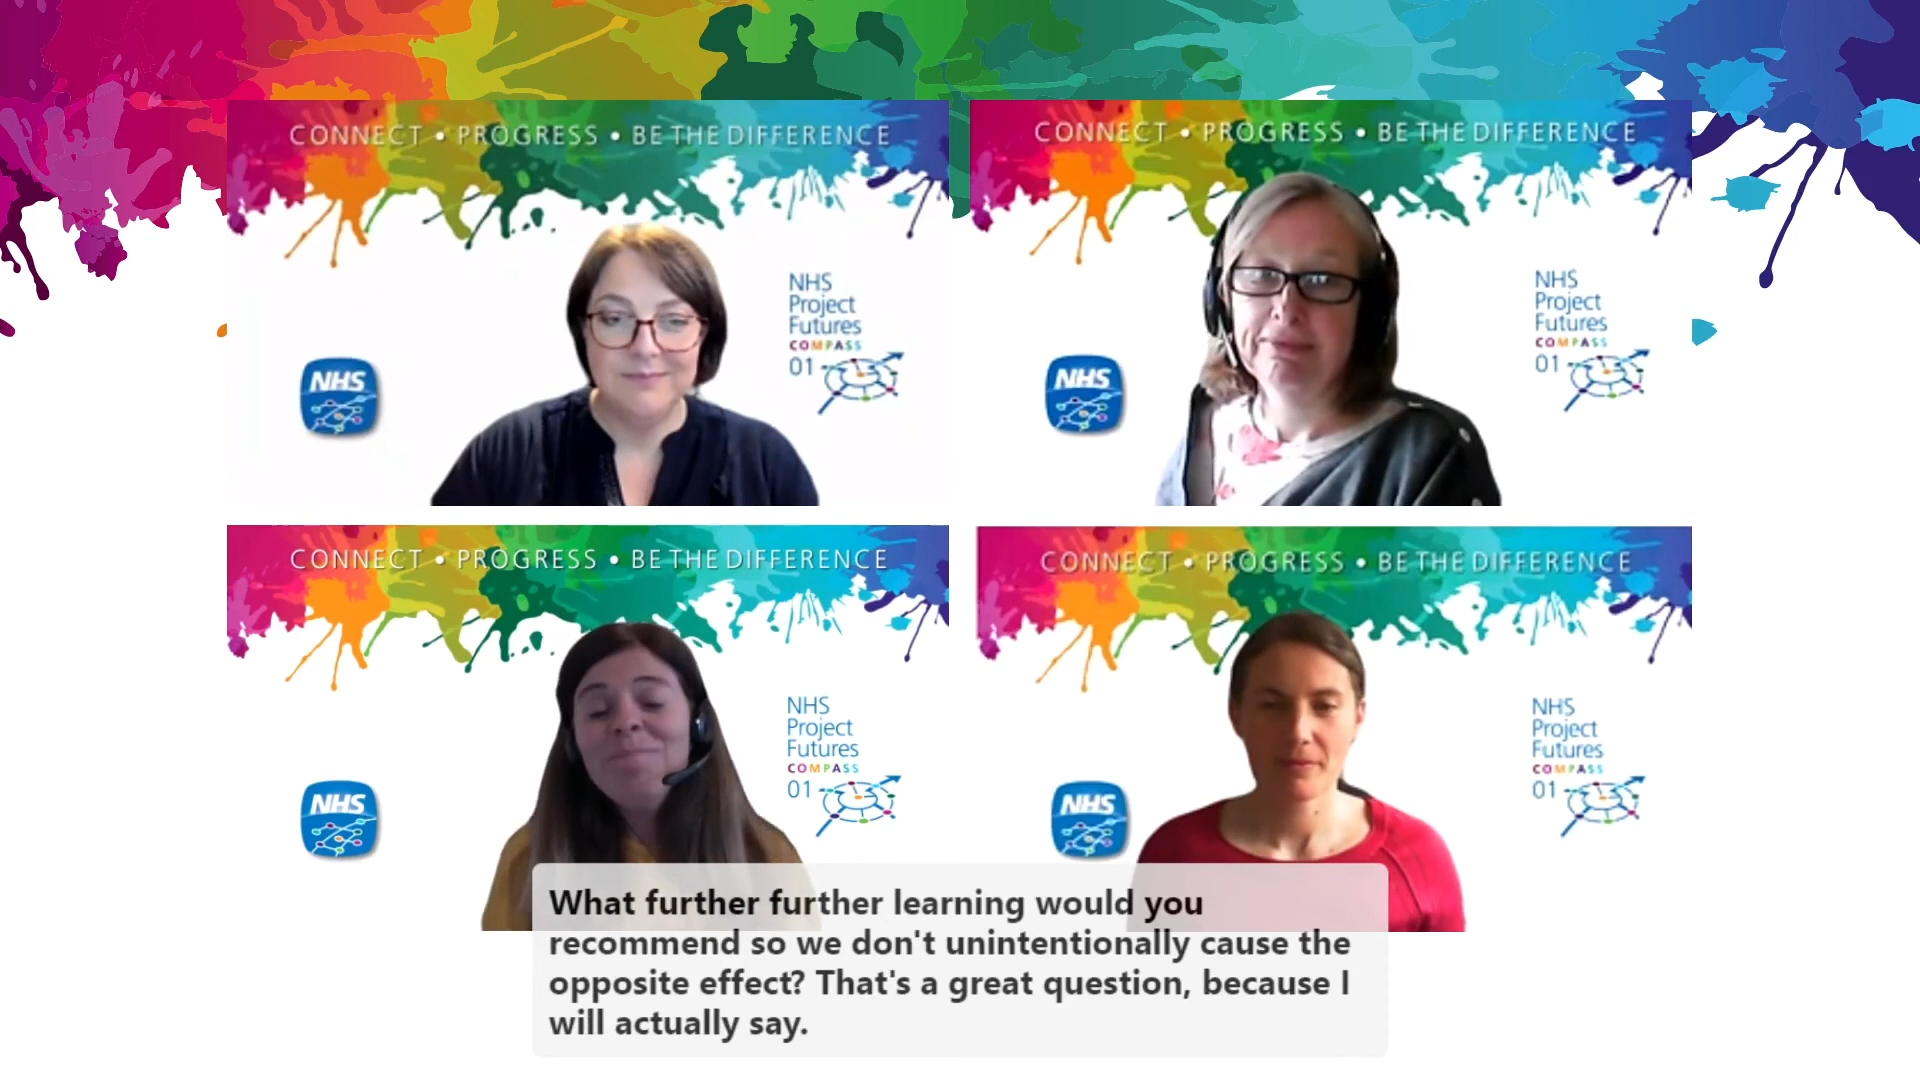 CONNECT • PROGRESS • BE THE DIFFERENCE
NHS
Project
Futures
COMPASS
01
NHS
CONNECT • PROGRESS • BE THE DIFFERENCE
NHS
Project
Futures
COMPASS
01
NHS
CONNECT • PROGRESS • BE THE DIFFERENCE
NHS
Project
Futures
COMPASS
01
NHS
CONNECT • PROGRESS • BE THE DIFFERENCE
NHS
Project
Futures
COMPASS
01
NHS
What further further learning would you
recommend so we don't unintentionally cause the
opposite effect? That's a great question, because I
will actually say.